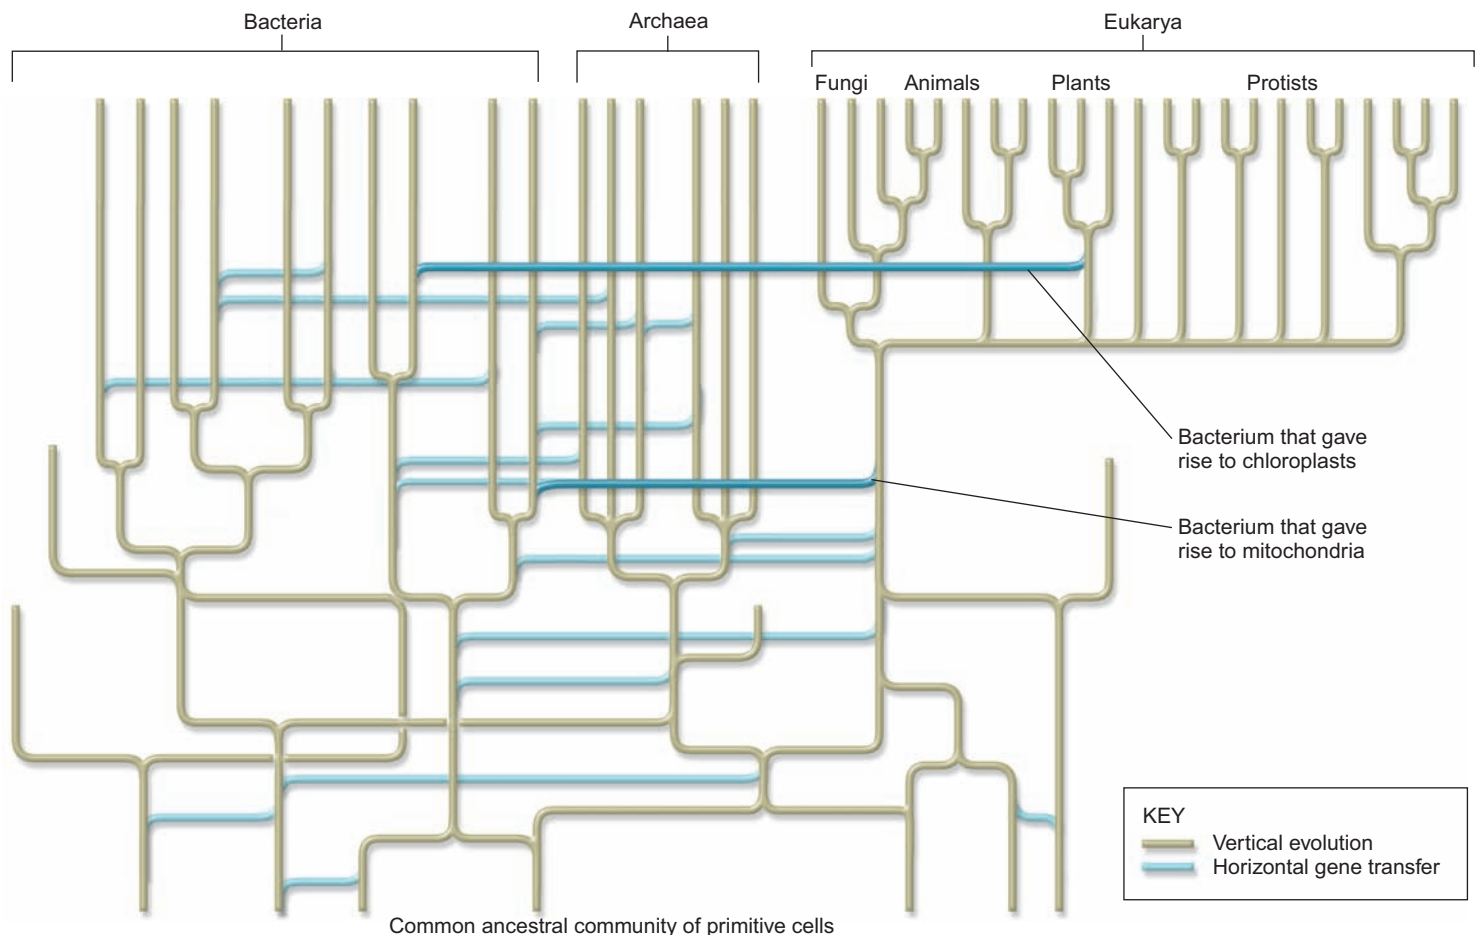 Bacteria
Archaea
Eukarya
Fungi
Animals
Plants
Protists
Bacterium that gave
rise to chloroplasts
Bacterium that gave
rise to mitochondria
KEY
Vertical evolution
Horizontal gene transfer
Common ancestral community of primitive cells